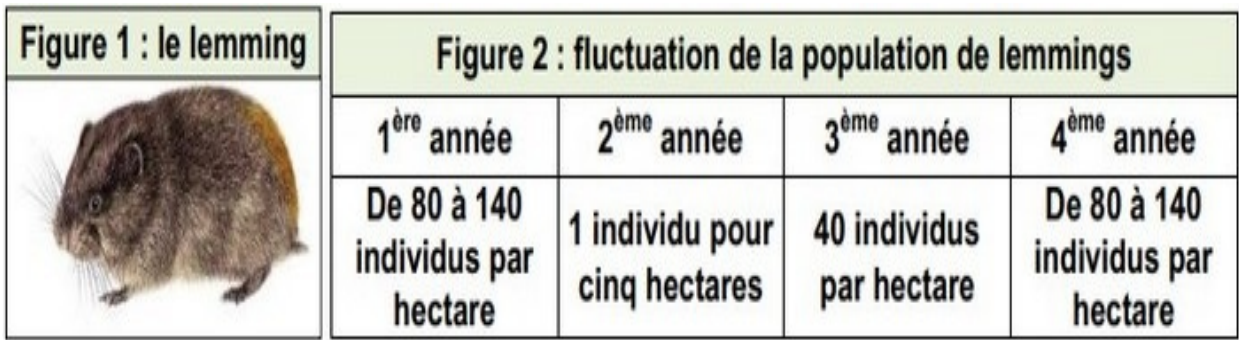 Figure 1 : le lemming
Figure 2 : fluctuation de la population de lemmings
1ère année
2ème année
3ème année
4ème année
De 80 à 140
individus par
hectare
1 individu pour
cinq hectares
40 individus
par hectare
De 80 à 140
individus par
hectare